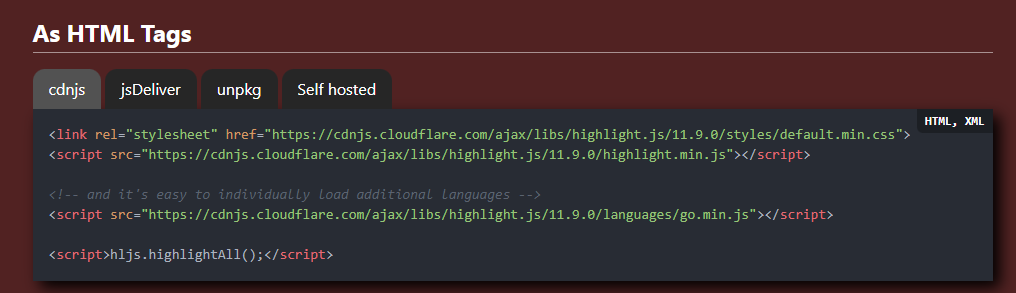 As HTML Tags
cdnjs
jsDeliver
unpkg
Self hosted
HTML, XML
<link rel="stylesheet" href="https://cdnjs.cloudflare.com/ajax/libs/highlight.js/11.9.0/styles/default.min.css">
<script src="https://cdnjs.cloudflare.com/ajax/libs/highlight.js/11.9.0/highlight.min.js"></script>
<!-- and it's easy to individually load additional languages -->
<script src="https://cdnjs.cloudflare.com/ajax/libs/highlight.js/11.9.0/languages/go.min.js"></script>
<script>hljs.highlightAll();</script>